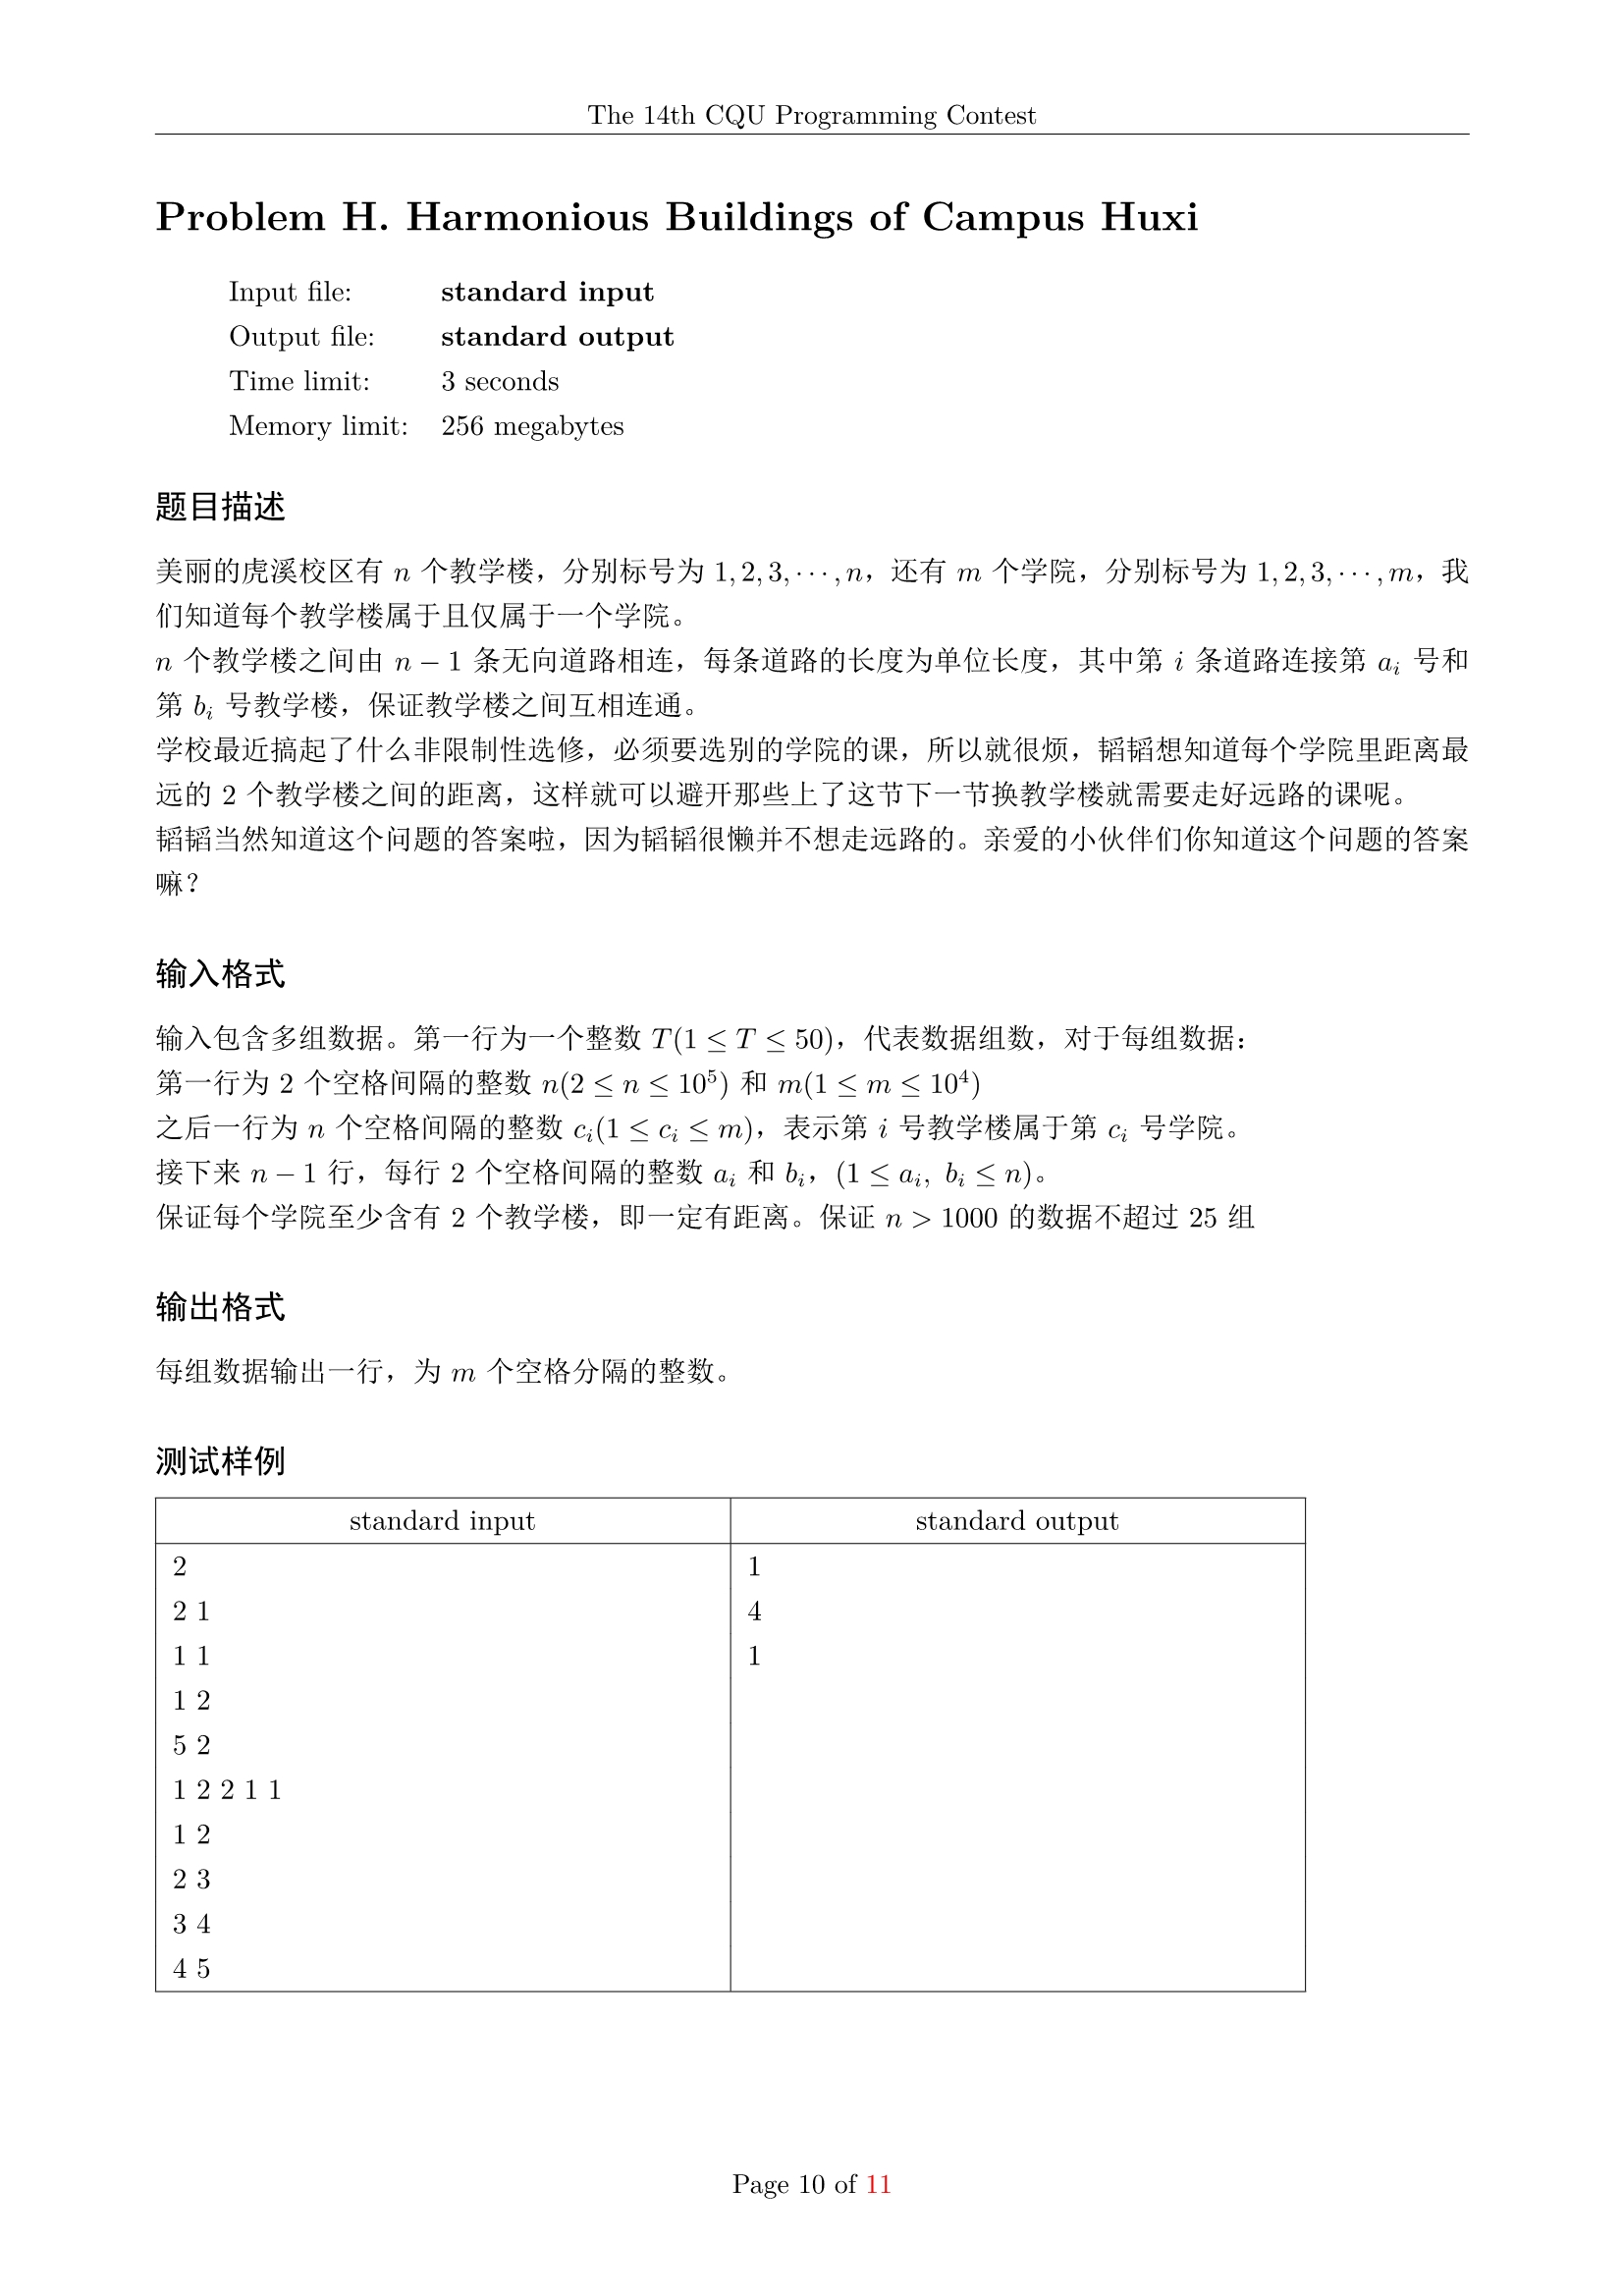 The 14th CQU Programming Contest
Problem H. Harmonious Buildings of Campus Huxi
Input file: standard input
Output file: standard output
Time limit: 3 seconds
Memory limit: 256 megabytes
题目描述
美丽的虎溪校区有 n 个教学楼，分别标号为 1, 2, 3, ⋯ , n，还有 m 个学院，分别标号为 1, 2, 3, ⋯ , m，我
们知道每个教学楼属于且仅属于一个学院。
n 个教学楼之间由 n − 1 条无向道路相连，每条道路的长度为单位长度，其中第 i 条道路连接第 a_i 号和
第 b_i 号教学楼，保证教学楼之间互相连通。
学校最近搞起了什么非限制性选修，必须要选别的学院的课，所以就很烦，韬韬想知道每个学院里距离最
远的 2 个教学楼之间的距离，这样就可以避开那些上了这节下一节换教学楼就需要走好远路的课呢。
韬韬当然知道这个问题的答案啦，因为韬韬很懒并不想走远路的。亲爱的小伙伴们你知道这个问题的答案
嘛？
输入格式
输入包含多组数据。第一行为一个整数 T(1 ≤ T ≤ 50)，代表数据组数，对于每组数据：
第一行为 2 个空格间隔的整数 n(2 ≤ n ≤ 10^5) 和 m(1 ≤ m ≤ 10^4)
之后一行为 n 个空格间隔的整数 c_i(1 ≤ c_i ≤ m)，表示第 i 号教学楼属于第 c_i 号学院。
接下来 n − 1 行，每行 2 个空格间隔的整数 a_i 和 b_i，(1 ≤ a_i, b_i ≤ n)。
保证每个学院至少含有 2 个教学楼，即一定有距离。保证 n > 1000 的数据不超过 25 组
输出格式
每组数据输出一行，为 m 个空格分隔的整数。
测试样例
standard input standard output
2 1
2 1 4
1 1 1
1 2
5 2
1 2 2 1 1
1 2
2 3
3 4
4 5
Page 10 of 11